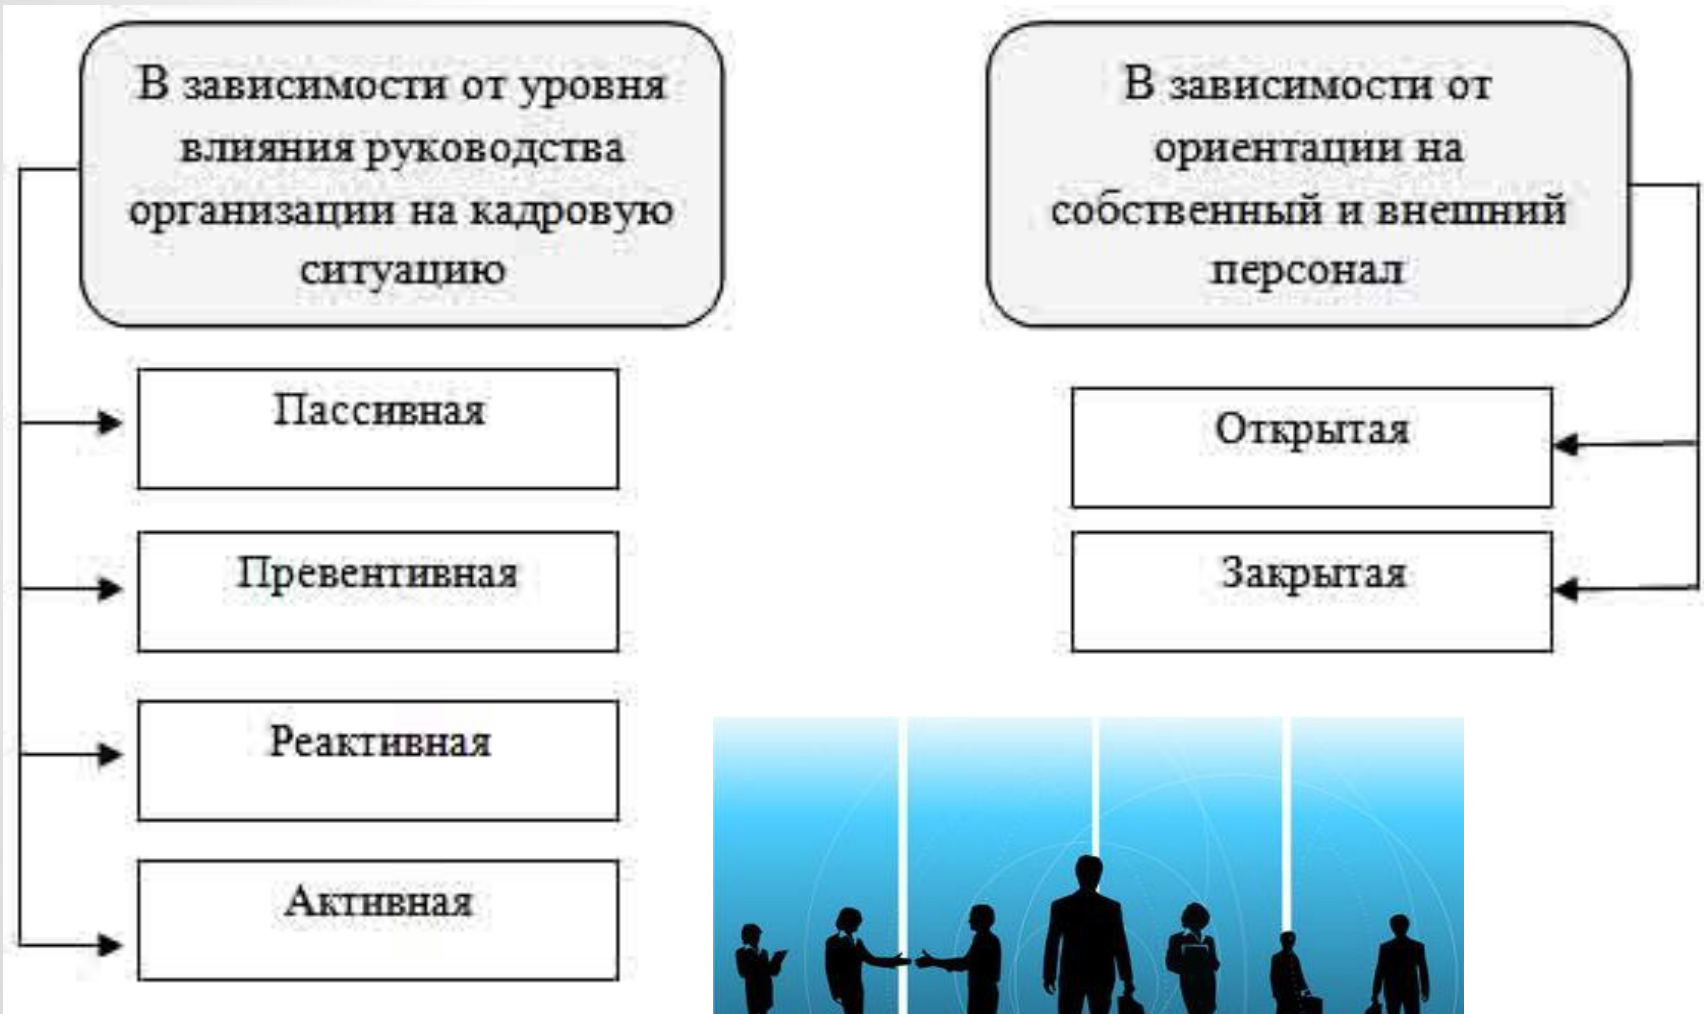 В зависимости от уровня
влияния руководства
организации на кадровую
ситуацию
Пассивная
Превентивная
Реактивная
Активная
В зависимости от
ориентации на
собственный и внешний
персонал
Открытая
Закрытая